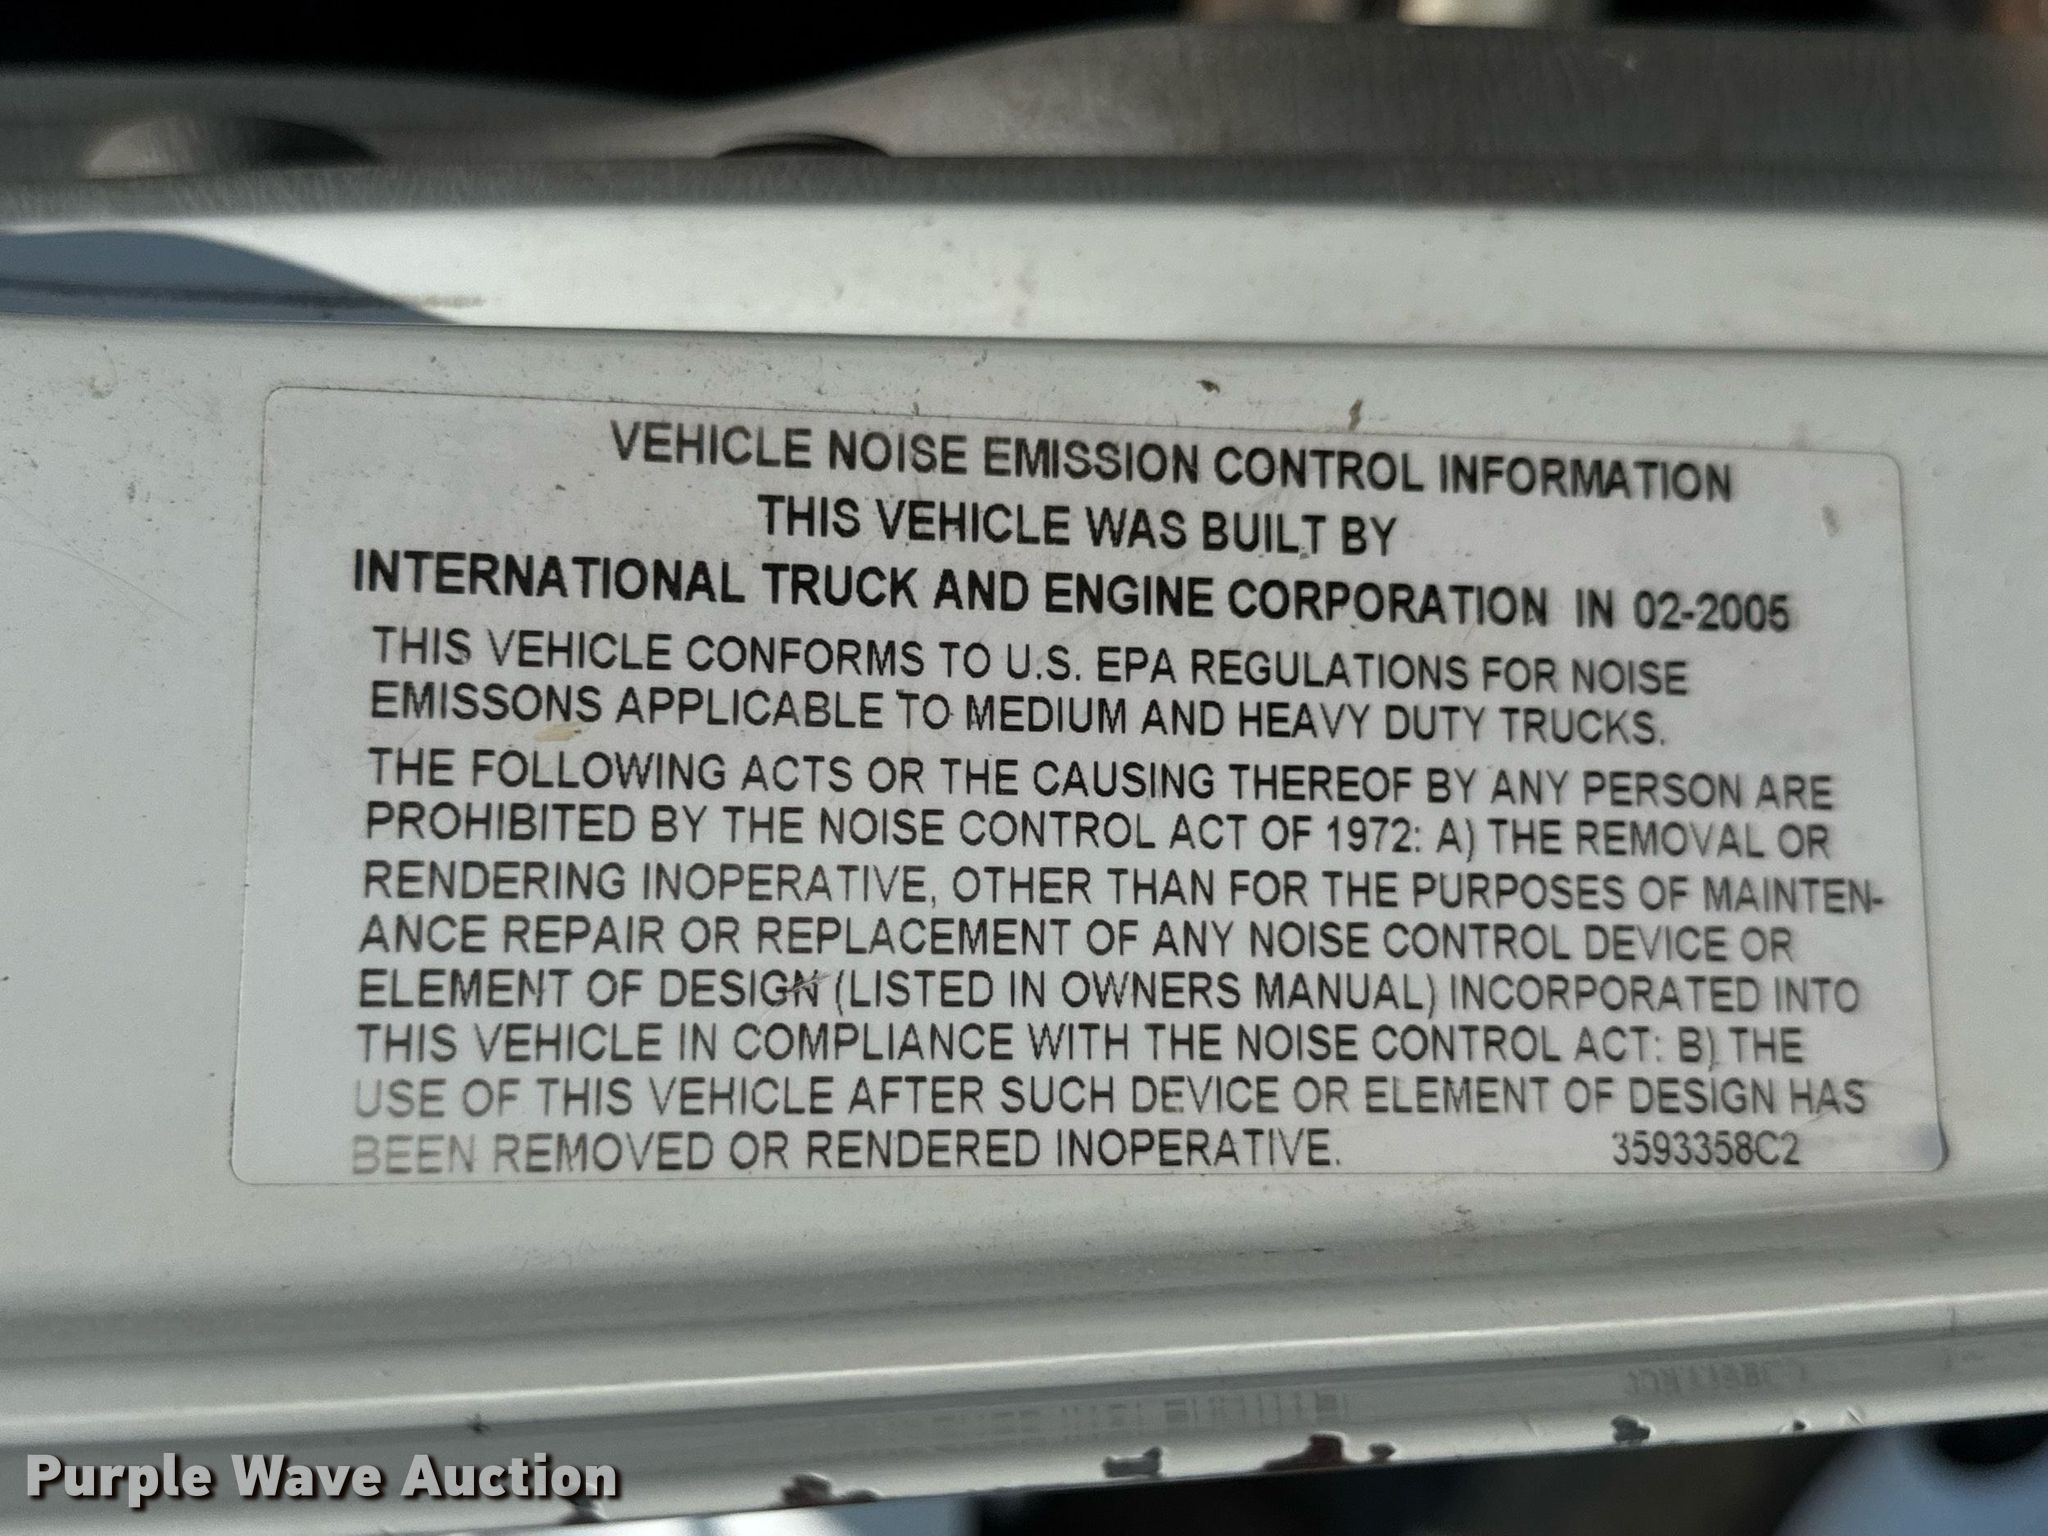 VEHICLE NOISE EMISSION CONTROL INFORMATION
THIS VEHICLE WAS BUILT BY
INTERNATIONAL TRUCK AND ENGINE CORPORATION IN 02-2005
THIS VEHICLE CONFORMS TO U.S. EPA REGULATIONS FOR NOISE
EMISSONS APPLICABLE TO MEDIUM AND HEAVY DUTY TRUCKS.
THE FOLLOWING ACTS OR THE CAUSING THEREOF BY ANY PERSON ARE
PROHIBITED BY THE NOISE CONTROL ACT OF 1972: A) THE REMOVAL OR
RENDERING INOPERATIVE, OTHER THAN FOR THE PURPOSES OF MAINTEN-
ANCE REPAIR OR REPLACEMENT OF ANY NOISE CONTROL DEVICE OR
ELEMENT OF DESIGN (LISTED IN OWNERS MANUAL) INCORPORATED INTO
THIS VEHICLE IN COMPLIANCE WITH THE NOISE CONTROL ACT: B) THE
USE OF THIS VEHICLE AFTER SUCH DEVICE OR ELEMENT OF DESIGN HAS
BEEN REMOVED OR RENDERED INOPERATIVE. 3593358C2
Purple Wave Auction